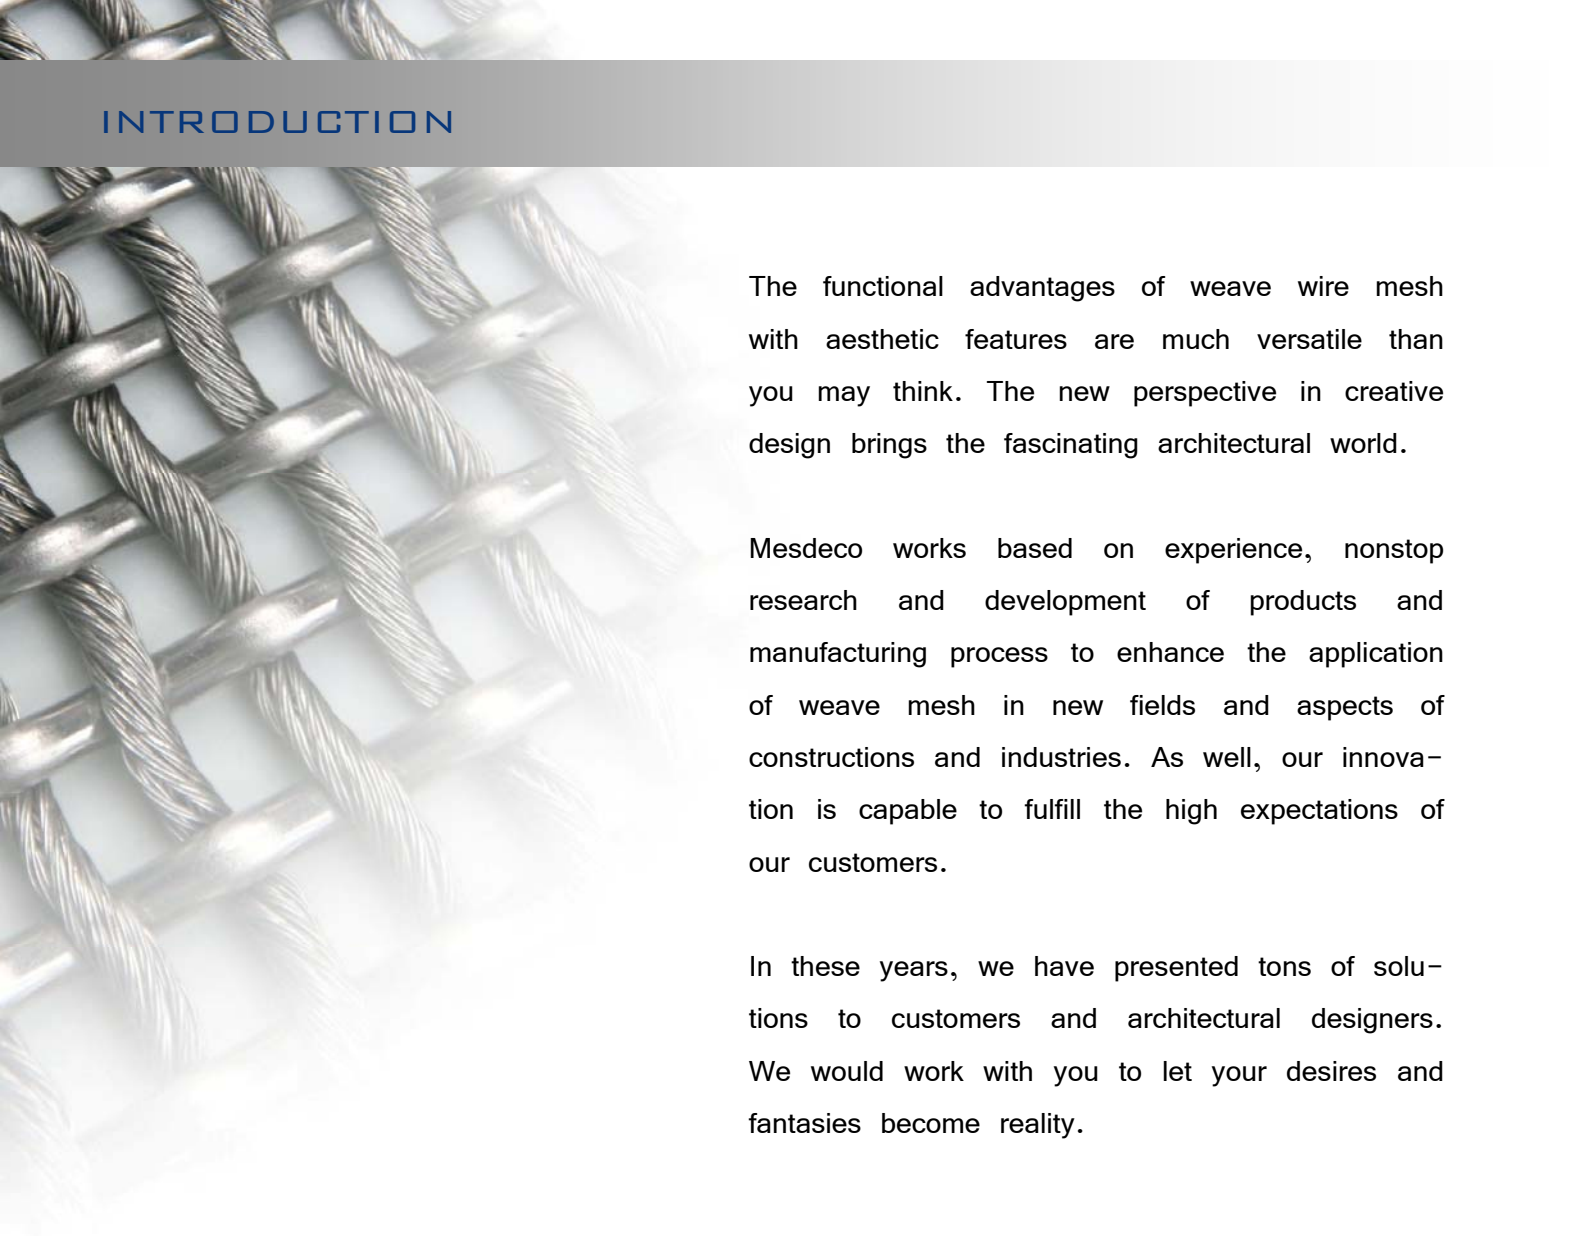 INTRODUCTION
The functional advantages of weave wire mesh
with aesthetic features are much versatile than
you may think. The new perspective in creative
design brings the fascinating architectural world.
Mesdeco works based on experience, nonstop
research and development of products and
manufacturing process to enhance the application
of weave mesh in new fields and aspects of
constructions and industries. As well, our innova-
tion is capable to fulfill the high expectations of
our customers.
In these years, we have presented tons of solu-
tions to customers and architectural designers.
We would work with you to let your desires and
fantasies become reality.